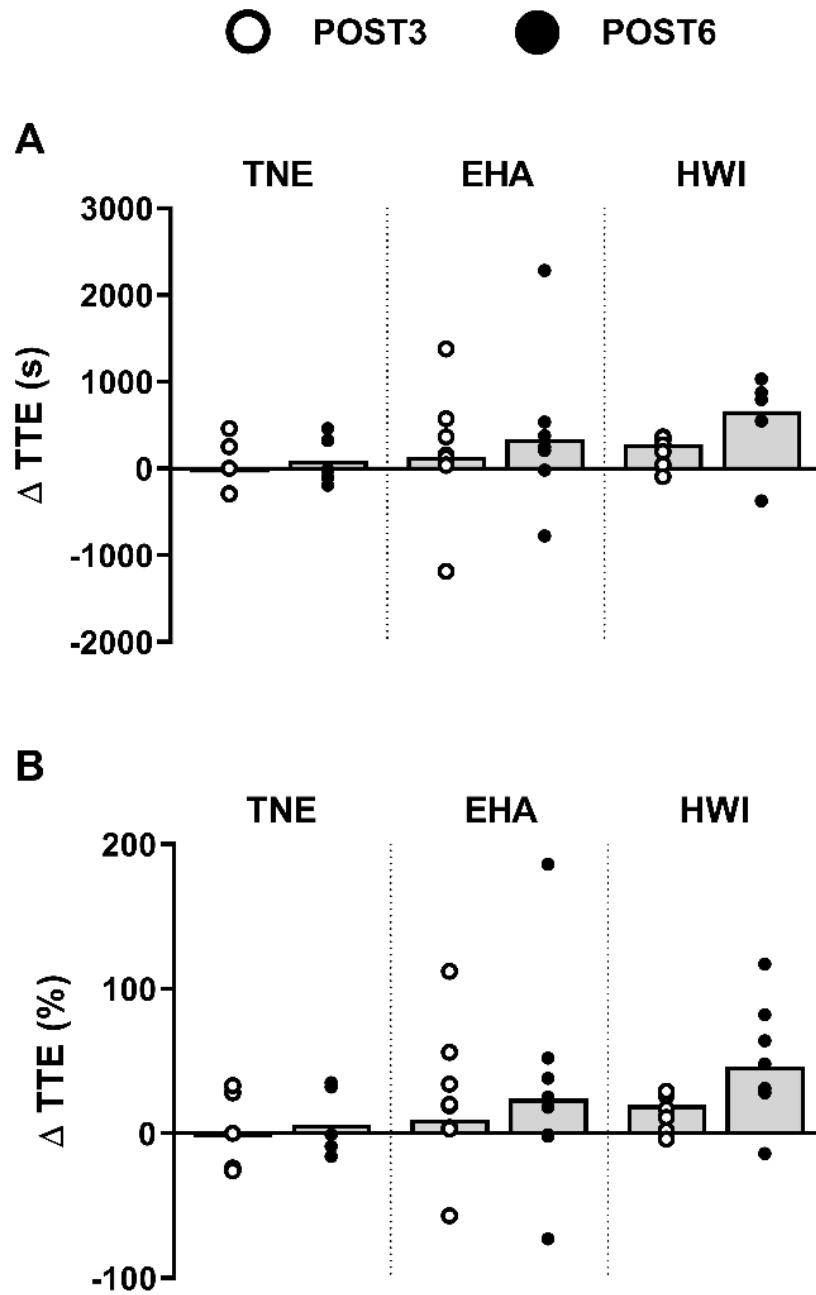 POST3 POST6
A
TNE EHA HWI
3000
2000
1000
0
-1000
-2000
Δ TTE (s)
B
TNE EHA HWI
200
100
0
-100
Δ TTE (%)